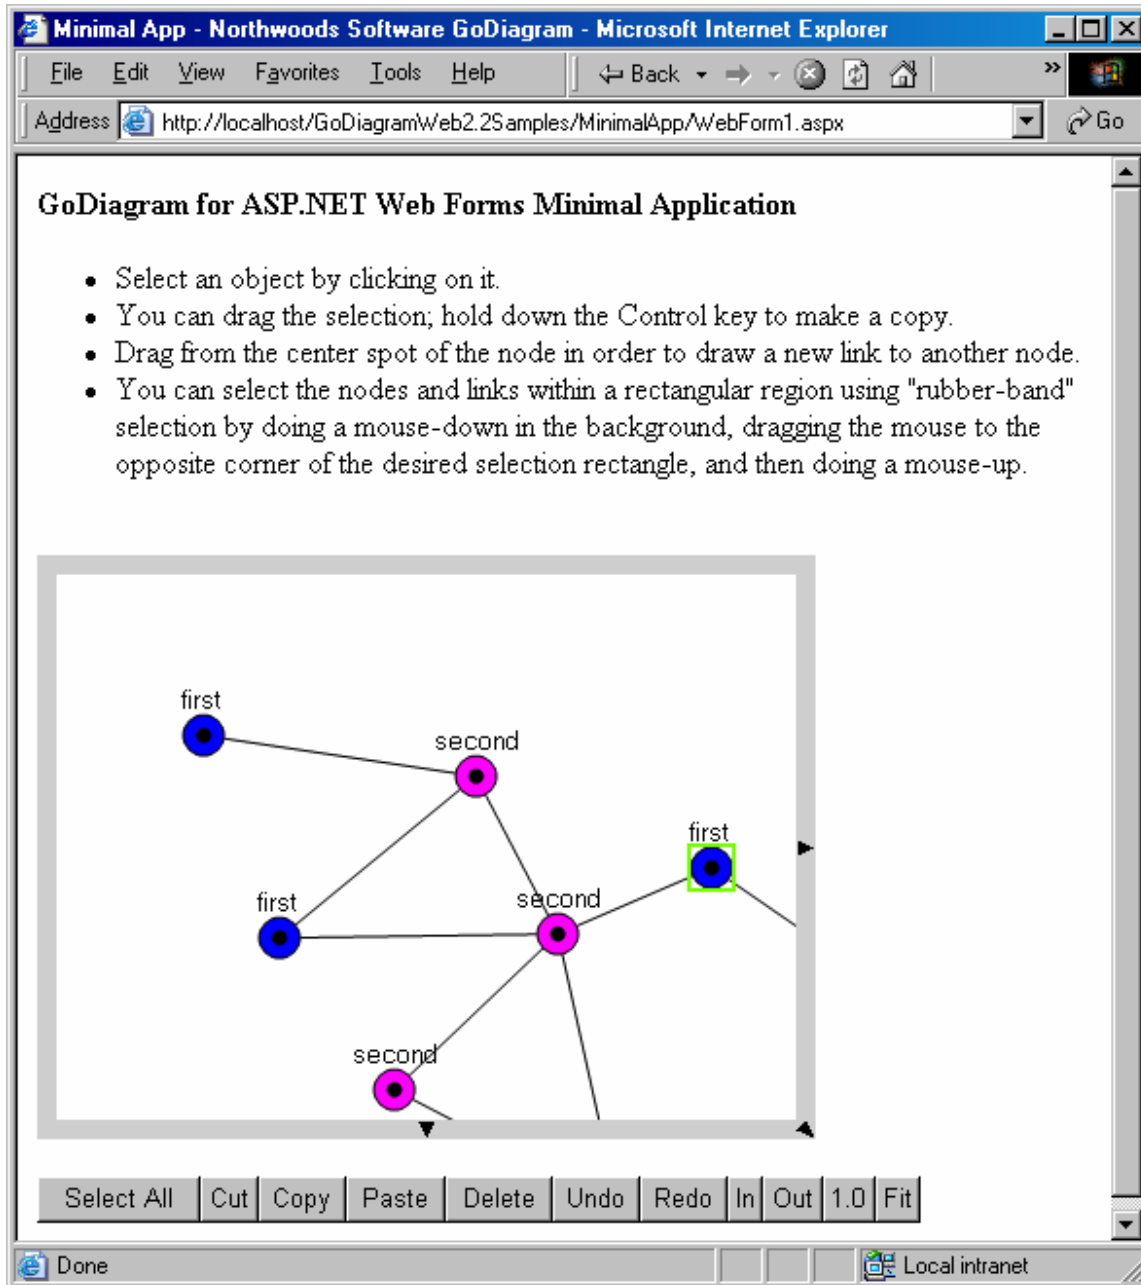 Minimal App - Northwoods Software GoDiagram - Microsoft Internet Explorer
File Edit View Favorites Tools Help Back »
Address http://localhost/GoDiagramWeb2.2Samples/MinimalApp/WebForm1.aspx Go
GoDiagram for ASP.NET Web Forms Minimal Application
• Select an object by clicking on it.
• You can drag the selection; hold down the Control key to make a copy.
• Drag from the center spot of the node in order to draw a new link to another node.
• You can select the nodes and links within a rectangular region using "rubber-band"
selection by doing a mouse-down in the background, dragging the mouse to the
opposite corner of the desired selection rectangle, and then doing a mouse-up.
first
second
first
first
second
second
Select All Cut Copy Paste Delete Undo Redo In Out 1.0 Fit
Done Local intranet